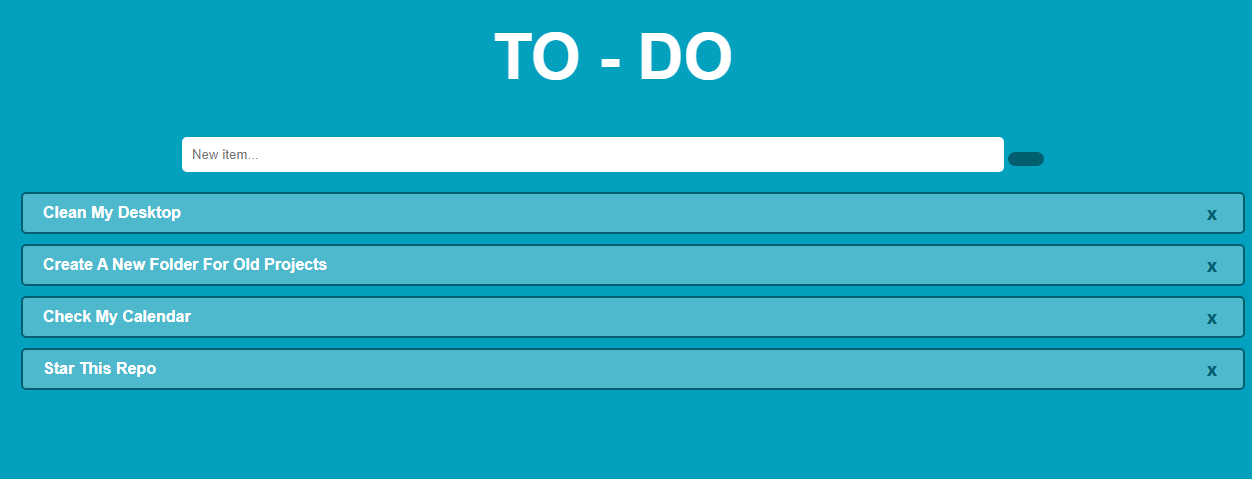 TO - DO
New item...
Clean My Desktop
x
Create A New Folder For Old Projects
x
Check My Calendar
x
Star This Repo
x